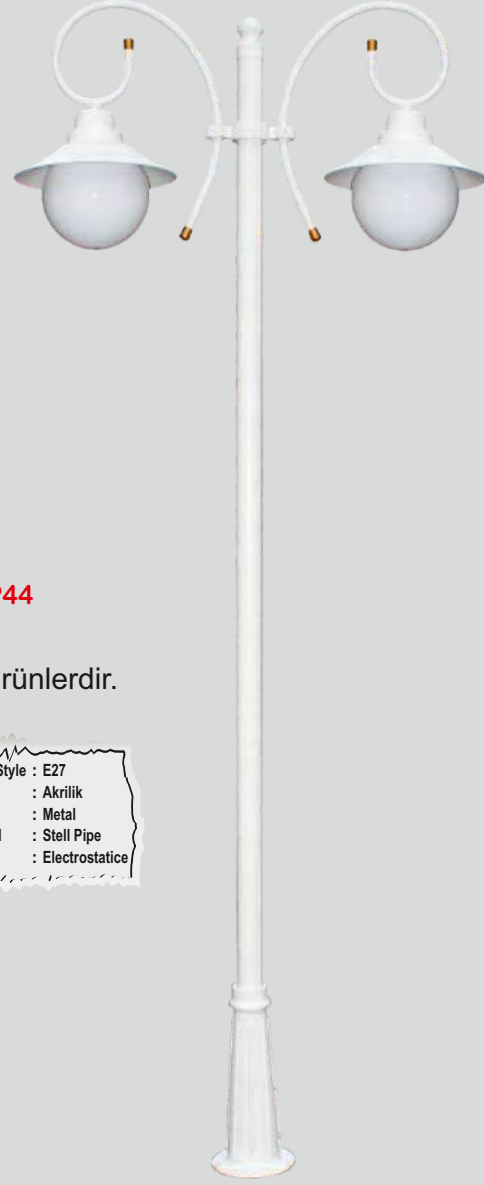 44
rünlerdir.
Style : E27
: Akrilik
: Metal
: Stell Pipe
: Electrostatice